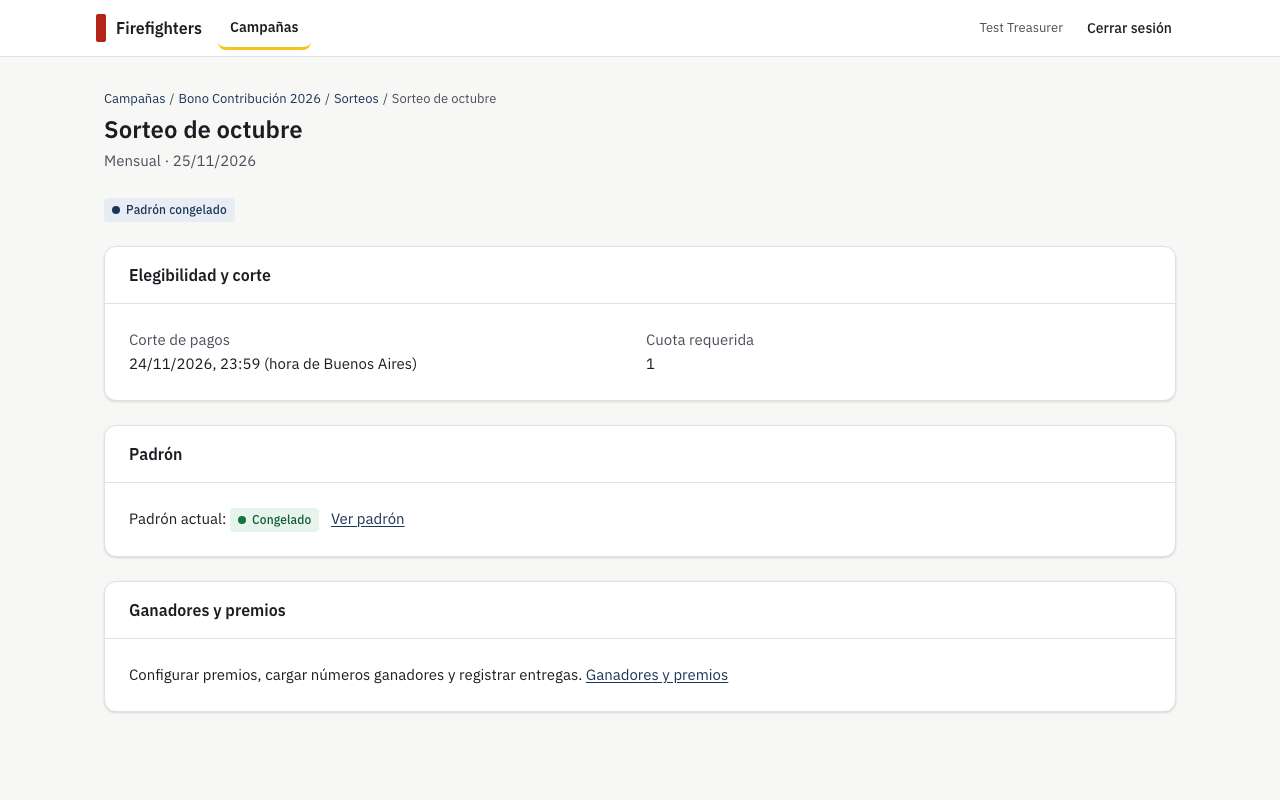 Firefighters
Campañas
Test Treasurer
Cerrar sesión
Campañas / Bono Contribución 2026 / Sorteos / Sorteo de octubre
Sorteo de octubre
Mensual · 25/11/2026
Padrón congelado
Elegibilidad y corte
Corte de pagos
24/11/2026, 23:59 (hora de Buenos Aires)
Cuota requerida
1
Padrón
Padrón actual: Congelado Ver padrón
Ganadores y premios
Configurar premios, cargar números ganadores y registrar entregas. Ganadores y premios